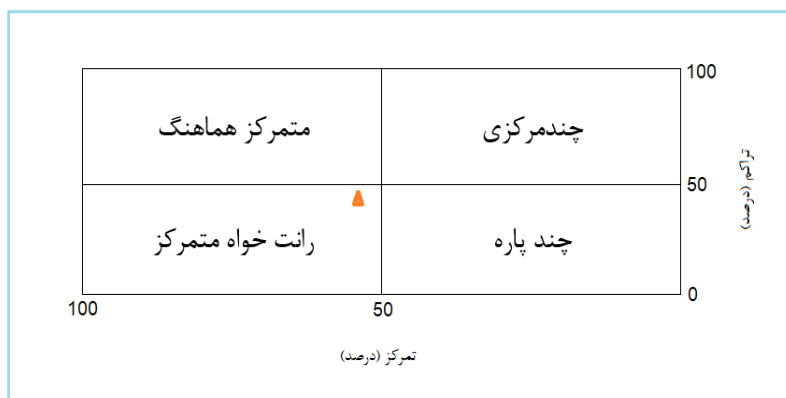 100
چندمرکزی
متمرکز هماهنگ
تراکم (درصد)
50
چند پاره
رانت خواه متمرکز
0
50
100
تمرکز (درصد)